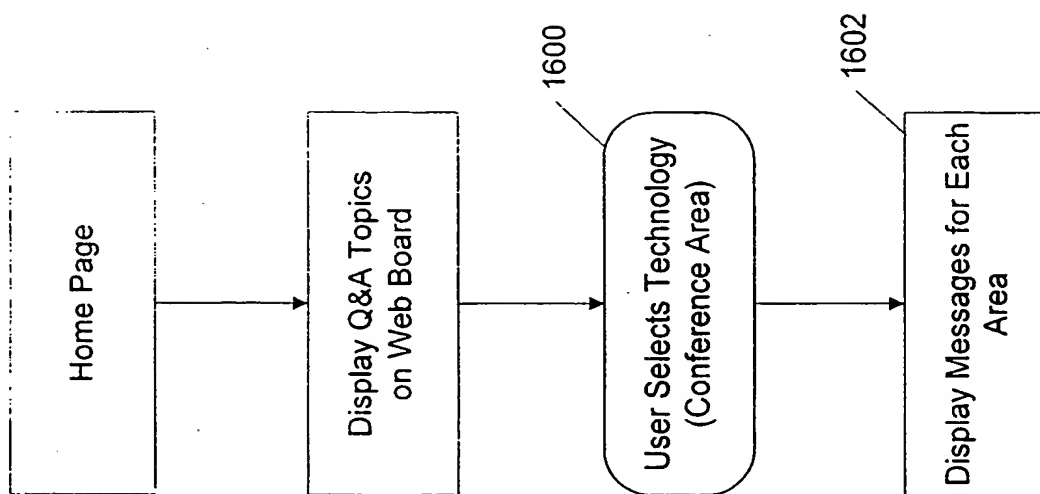 Home Page
Display Q&A Topics
on Web Board
1600
User Selects Technology
(Conference Area)
1602
Display Messages for Each
Area